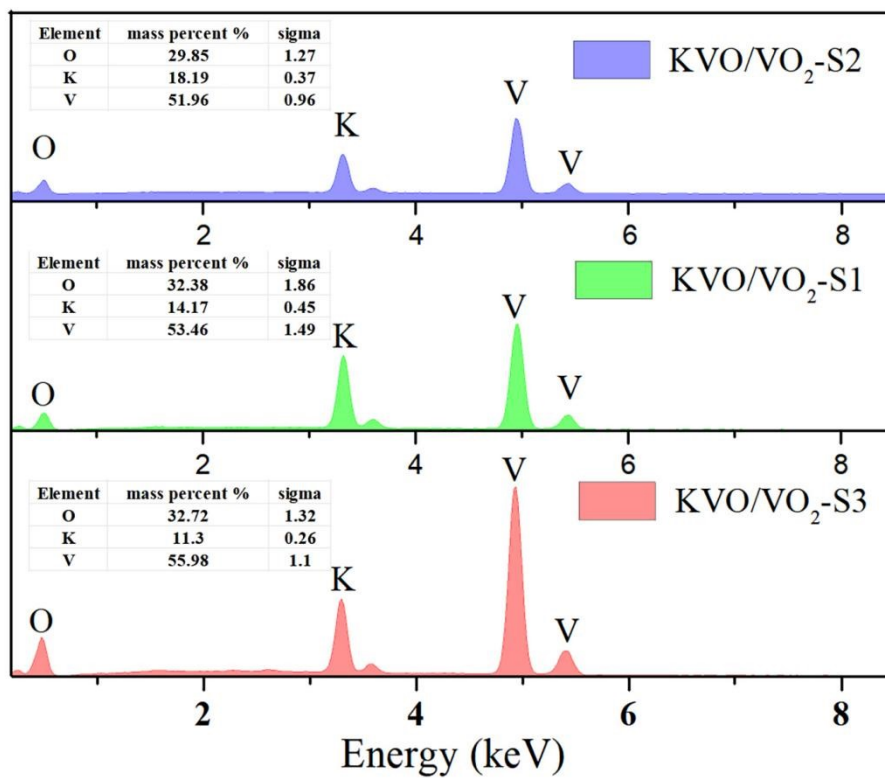 Element mass percent % sigma
O 29.85 1.27
K 18.19 0.37
V 51.96 0.96
KVO/VO₂-S2
O K V V
2 4 6 8
Element mass percent % sigma
O 32.38 1.86
K 14.17 0.45
V 53.46 1.49
KVO/VO₂-S1
O K V V
2 4 6 8
Element mass percent % sigma
O 32.72 1.32
K 11.3 0.26
V 55.98 1.1
KVO/VO₂-S3
O K V V
2 4 6 8
Energy (keV)